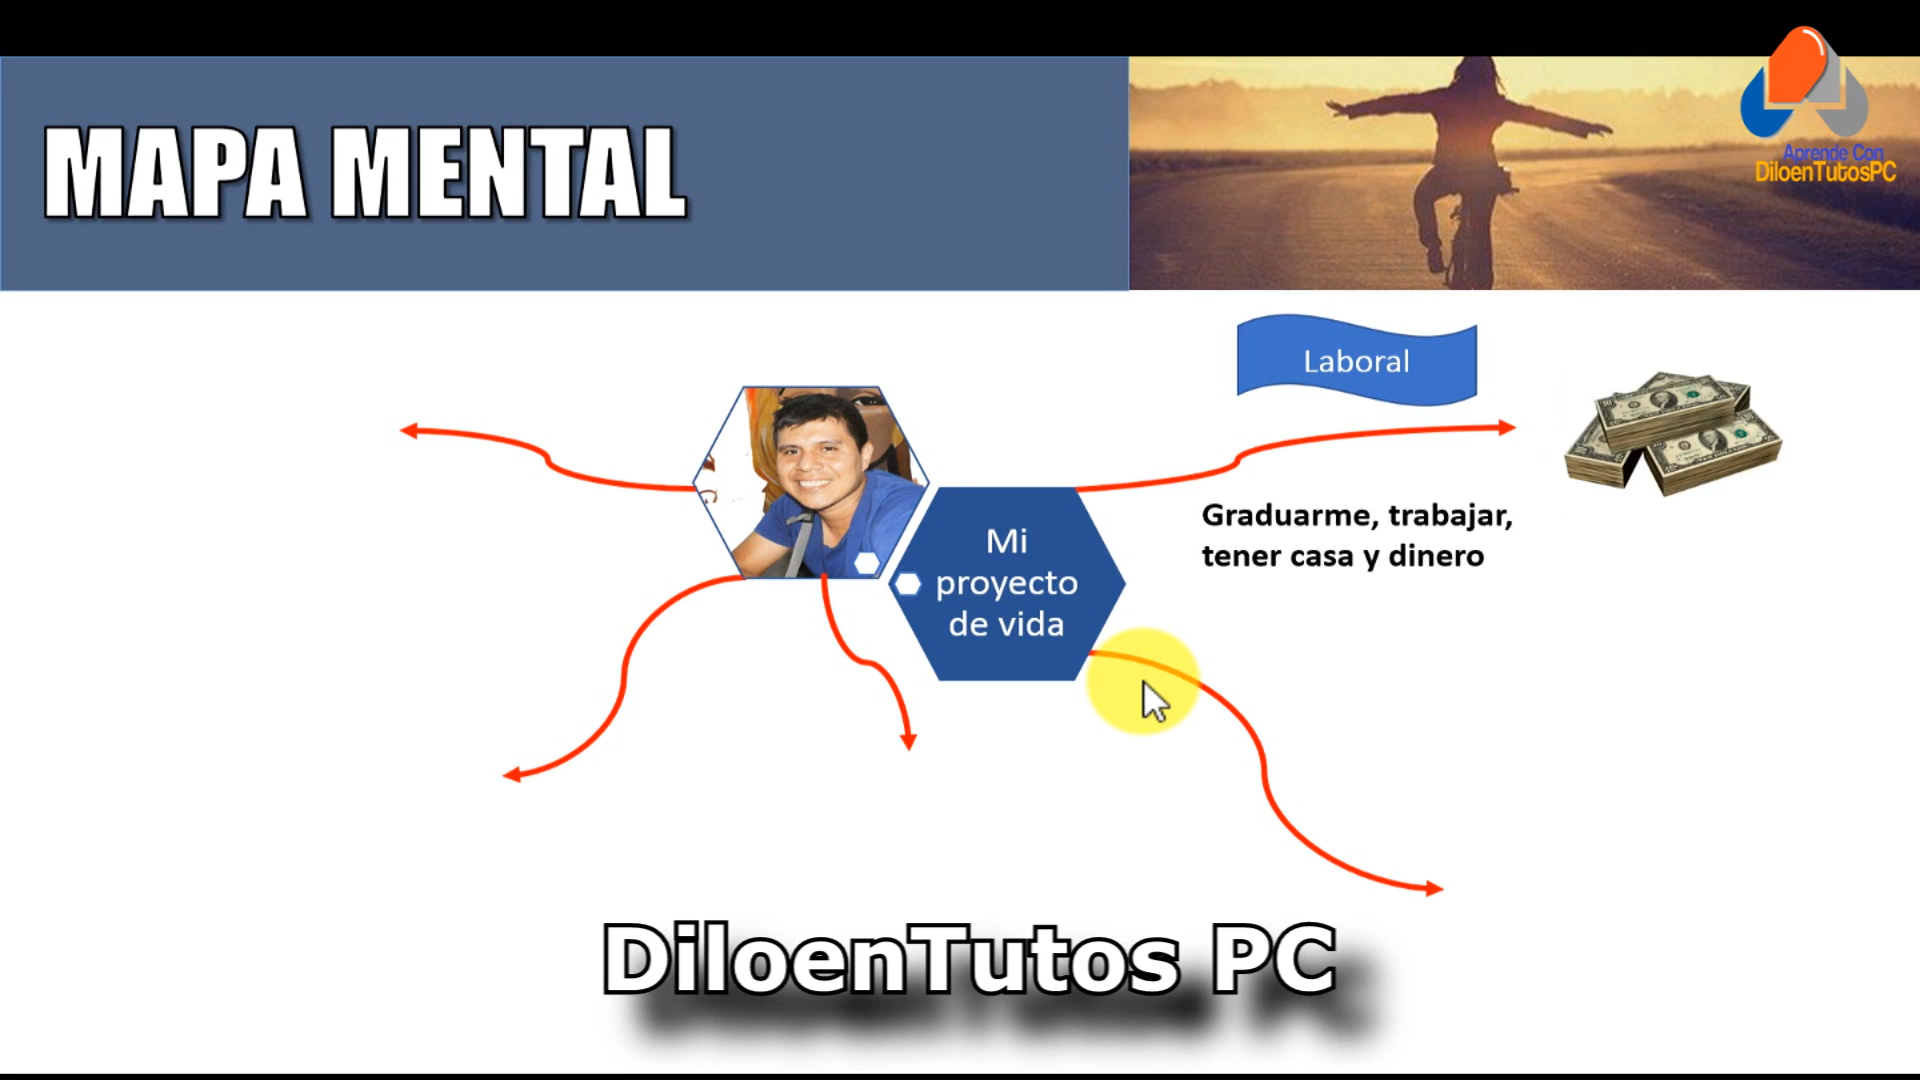 MAPA MENTAL
Aprende Con
DiloenTutosPC
Laboral
Graduarme, trabajar,
tener casa y dinero
Mi
proyecto
de vida
DiloenTutos PC